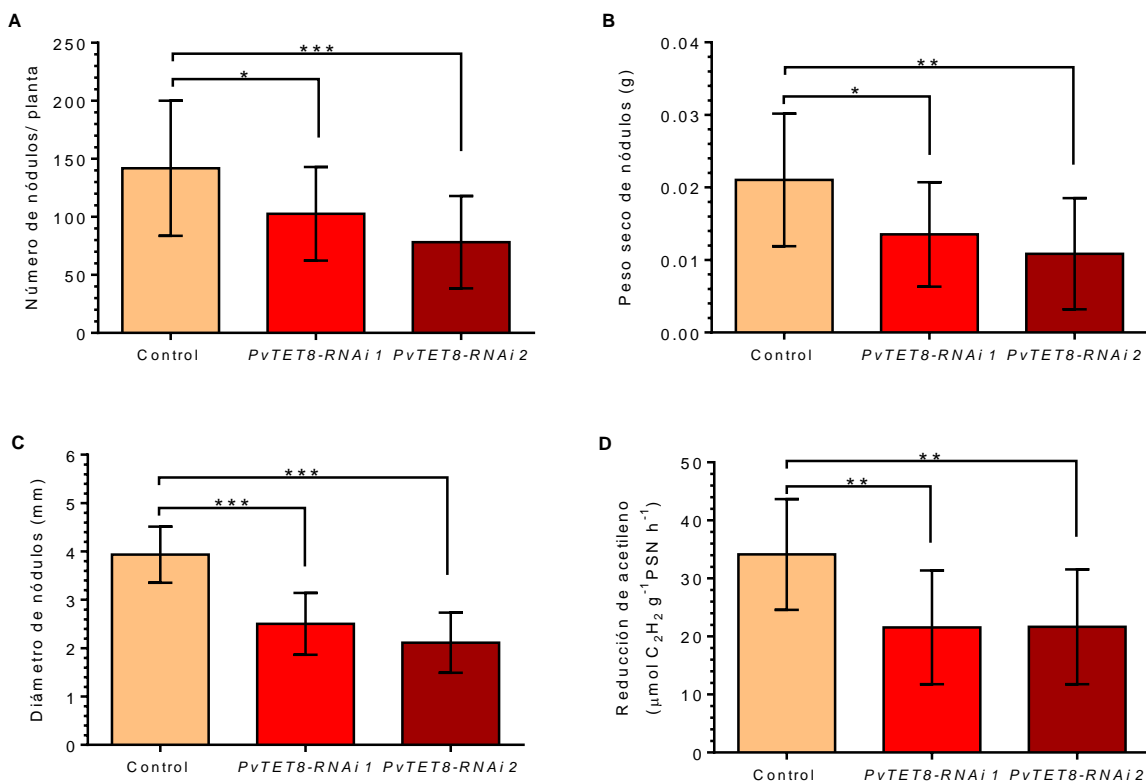 A
Número de nódulos/ planta
250
200
150
100
50
0
***
*
Control
PvTET8-RNAi 1
PvTET8-RNAi 2
B
Peso seco de nódulos (g)
0.04
0.03
0.02
0.01
0.00
**
*
Control
PvTET8-RNAi 1
PvTET8-RNAi 2
C
Diámetro de nódulos (mm)
6
5
4
3
2
1
0
***
***
Control
PvTET8-RNAi 1
PvTET8-RNAi 2
D
Reducción de acetileno
(μmol C₂H₂ g⁻¹PSN h⁻¹)
50
40
30
20
10
0
**
**
Control
PvTET8-RNAi 1
PvTET8-RNAi 2